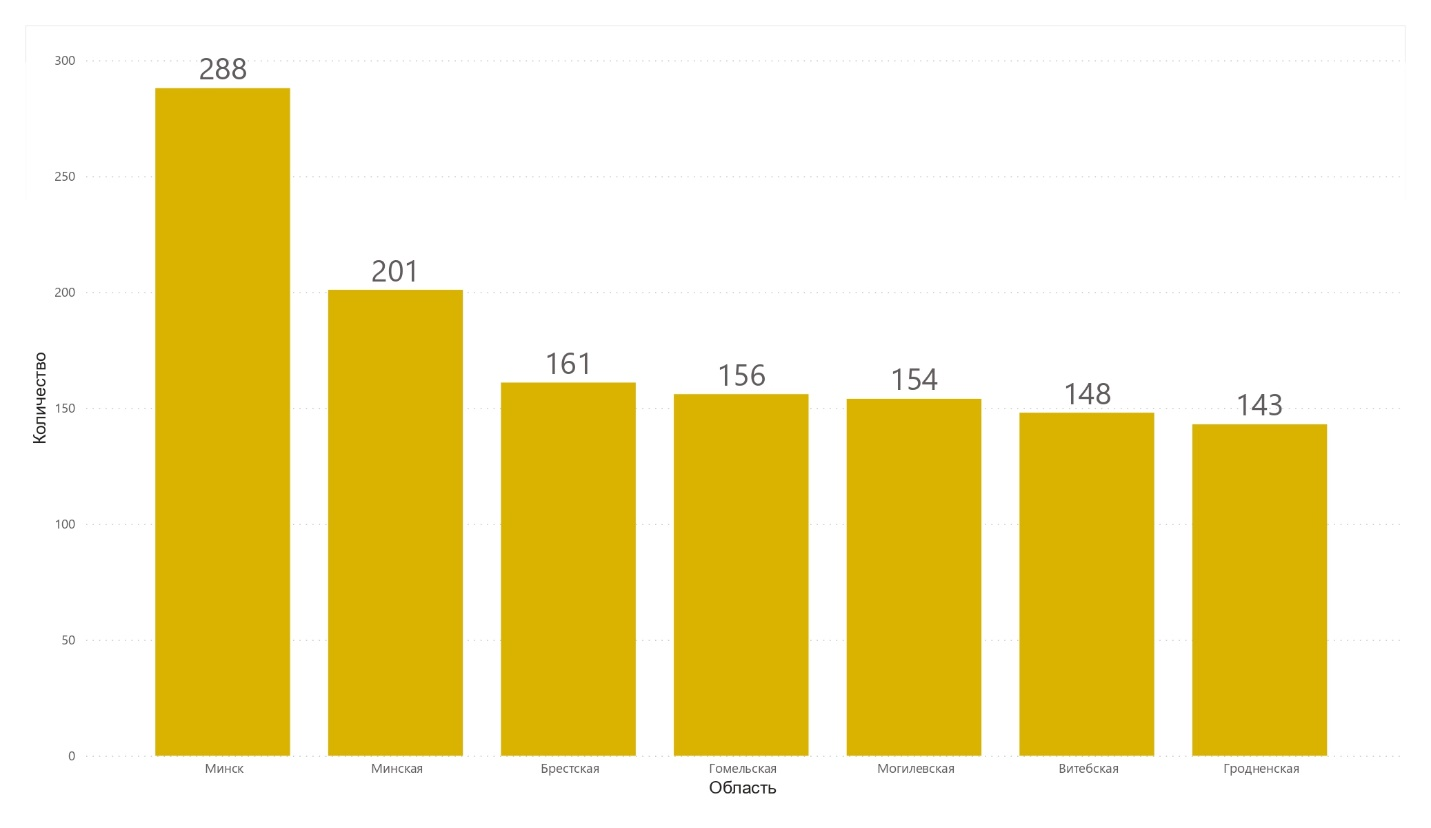 300
250
200
150
100
50
0
Количество
288
201
161
156
154
148
143
Минск
Минская
Брестская
Гомельская
Могилевская
Витебская
Гродненская
Область